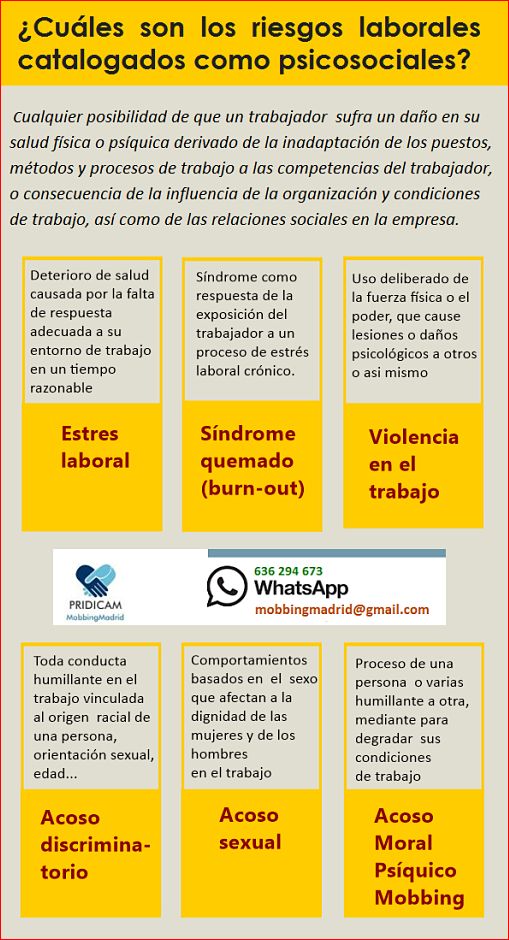 ¿Cuáles son los riesgos laborales
catalogados como psicosociales?
Cualquier posibilidad de que un trabajador sufra un daño en su
salud física o psíquica derivado de la inadaptación de los puestos,
métodos y procesos de trabajo a las competencias del trabajador,
o consecuencia de la influencia de la organización y condiciones
de trabajo, así como de las relaciones sociales en la empresa.
Deterioro de salud
causada por la falta
de respuesta
adecuada a su
entorno de trabajo
en un tiempo
razonable
Estres
laboral
Síndrome como
respuesta de la
exposición del
trabajador a un
proceso de estrés
laboral crónico.
Síndrome
quemado
(burn-out)
Uso deliberado de
la fuerza física o el
poder, que cause
lesiones o daños
psicológicos a otros
o asi mismo
Violencia
en el
trabajo
PRIDICAM
MobbingMadrid
636 294 673
WhatsApp
mobbingmadrid@gmail.com
Toda conducta
humillante en el
trabajo vinculada
al origen racial de
una persona,
orientación sexual,
edad...
Acoso
discrimina-
torio
Comportamientos
basados en el sexo
que afectan a la
dignidad de las
mujeres y de los
hombres
en el trabajo
Acoso
sexual
Proceso de una
persona o varias
humillante a otra,
mediante para
degradar sus
condiciones
de trabajo
Acoso
Moral
Psíquico
Mobbing